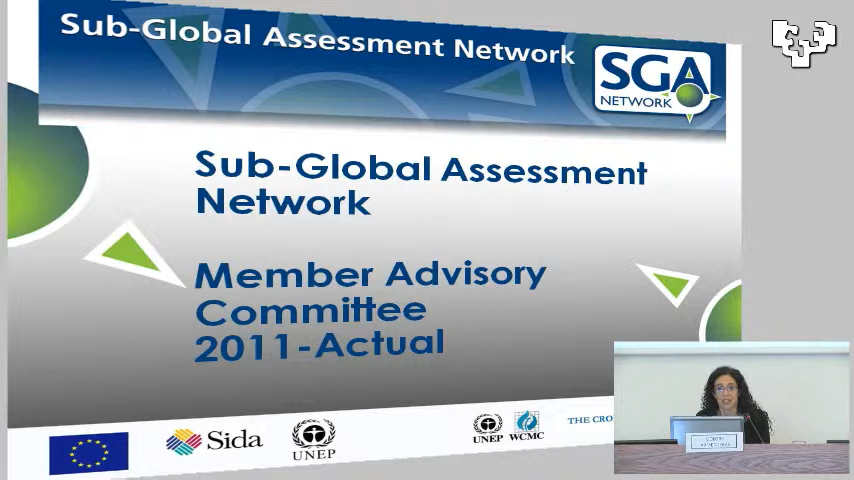 Sub-Global Assessment Network
SGA
NETWORK
Sub-Global Assessment
Network
Member Advisory
Committee
2011-Actual
Sida
UNEP
UNEP
WCMC
THE CRO